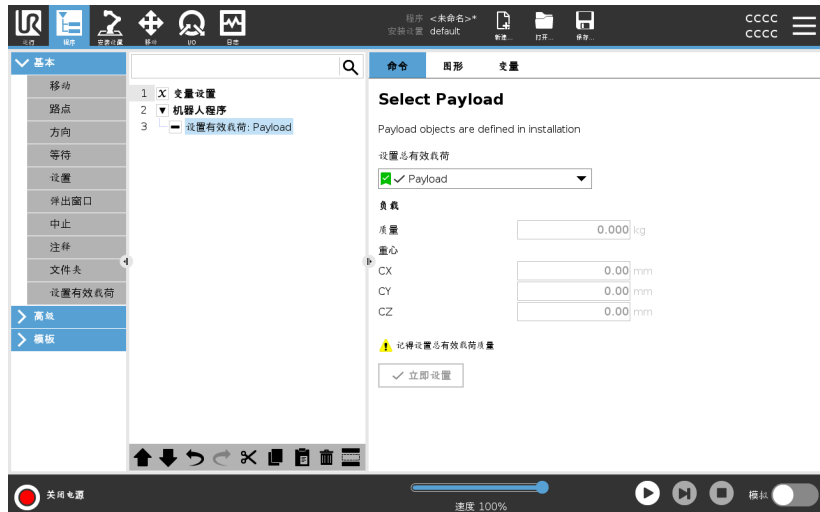 UR
运行
程序
安装设置
移动
I/O
日志
程序 <未命名>*
安装设置 default
新建...
打开...
保存...
CCCC
CCCC
基本
移动
路点
方向
等待
设置
弹出窗口
中止
注释
文件夹
设置有效载荷
高级
模板
1 X 变量设置
2 机器人程序
3 设置有效载荷: Payload
命令 图形 变量
Select Payload
Payload objects are defined in installation
设置总有效载荷
Payload
负载
质量 0.000 kg
重心
CX 0.00 mm
CY 0.00 mm
CZ 0.00 mm
记得设置总有效载荷质量
立即设置
关闭电源
速度 100%
模拟